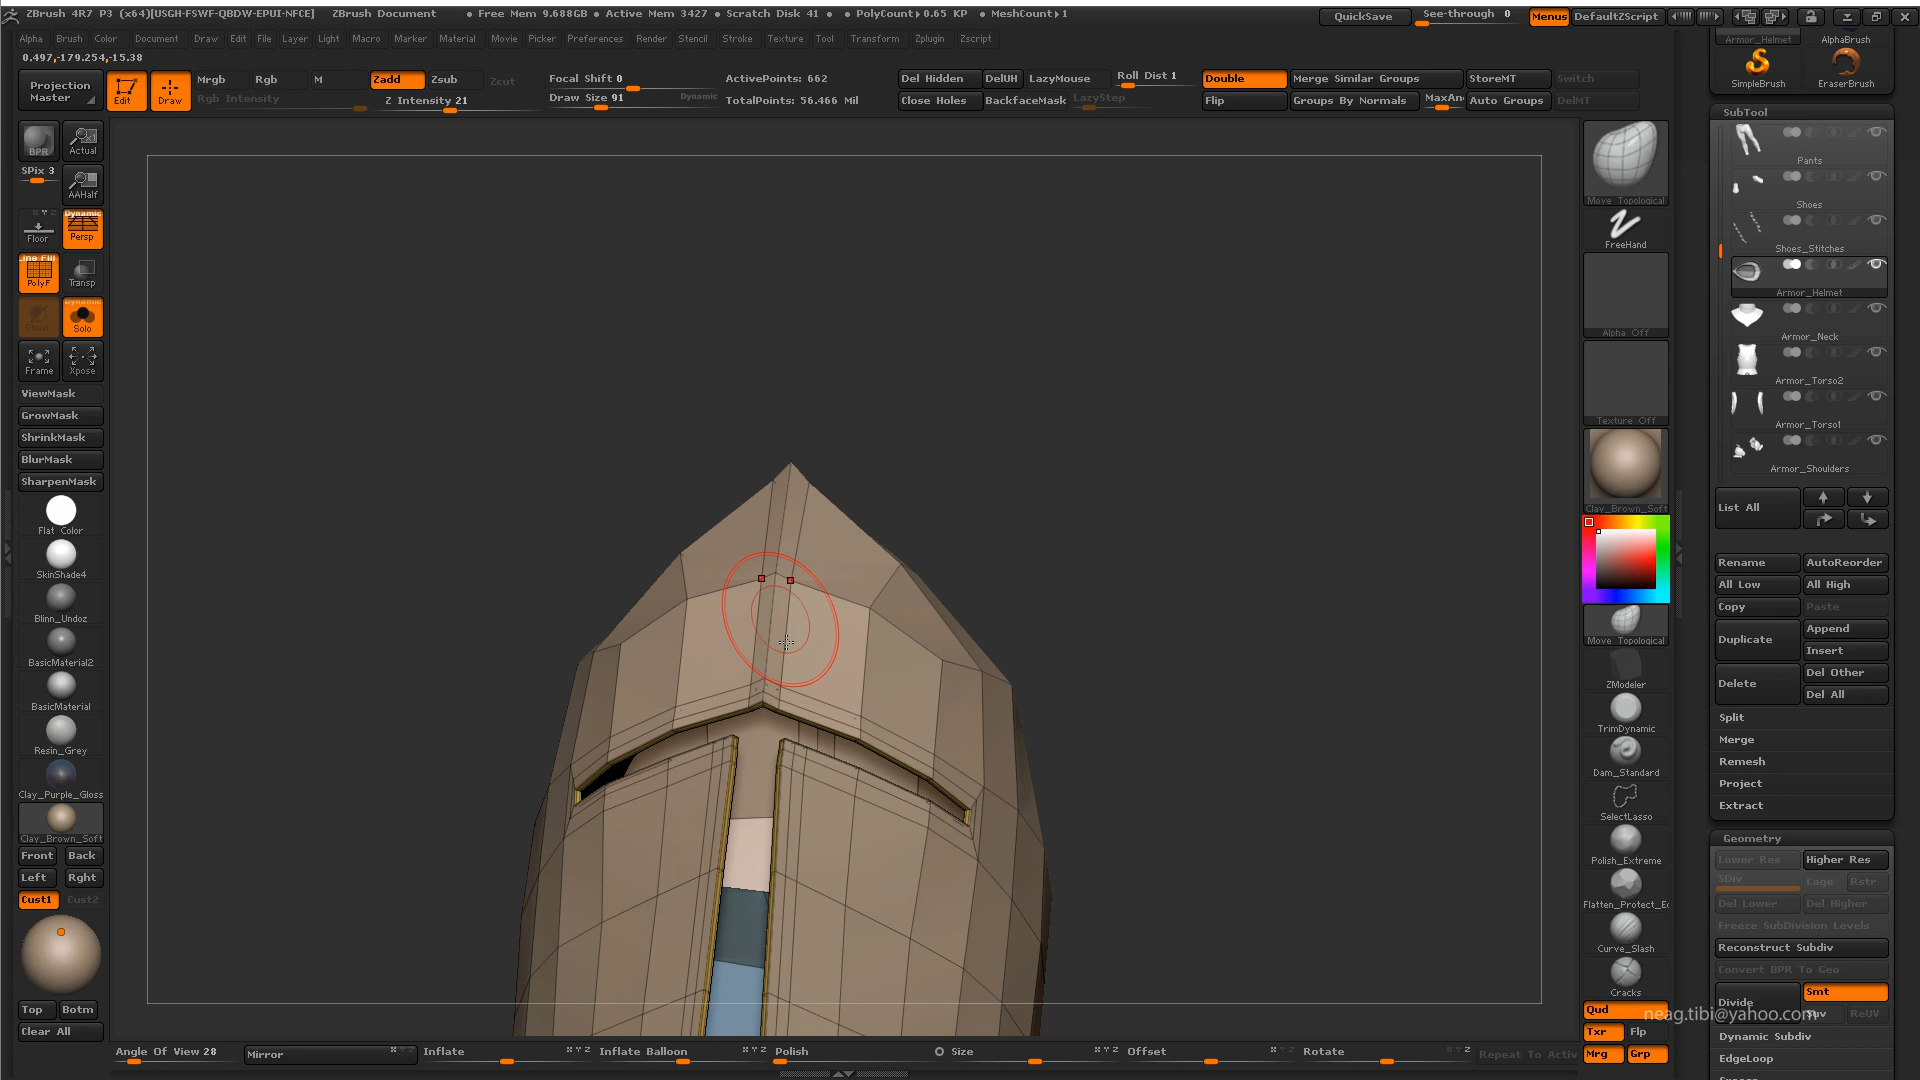 ZBrush 4R7 P3 (x64)[USGH-FSWF-QBDW-EPUI-NFCE] ZBrush Document • Free Mem 9.688GB • Active Mem 3427 • Scratch Disk 41 • • PolyCount▸0.65 KP • MeshCount▸1 QuickSave See-through 0 Menus DefaultZScript
Alpha Brush Color Document Draw Edit File Layer Light Macro Marker Material Movie Picker Preferences Render Stencil Stroke Texture Tool Transform Zplugin Zscript
0.497,-179.254,-15.38
Projection Master
Edit
Draw
Mrgb Rgb M Zadd Zsub Zcut
Rgb Intensity Z Intensity 21
Focal Shift 0
Draw Size 91 Dynamic
ActivePoints: 662
TotalPoints: 56.466 Mil
Del Hidden DelUH LazyMouse Roll Dist 1
Close Holes BackfaceMask LazyStep
Double Merge Similar Groups StoreMT Switch
Flip Groups By Normals MaxAn Auto Groups DelMT
BPR
SPix 3
Actual
AAHalf
Floor
Dynamic
Persp
Line Fill
PolyF
Transp
Ghost
Dynamic
Solo
Frame
Xpose
ViewMask
GrowMask
ShrinkMask
BlurMask
SharpenMask
Flat Color
SkinShade4
Blinn_Undoz
BasicMaterial2
BasicMaterial
Resin_Grey
Clay_Purple_Gloss
Clay_Brown_Soft
Front Back
Left Rght
Cust1 Cust2
Top Botm
Clear All
Angle Of View 28 Mirror Inflate Inflate Balloon Polish Size Offset Rotate Repeat To Activ
Move Topological
FreeHand
Alpha Off
Texture Off
Clay_Brown_Soft
Move Topological
ZModeler
TrimDynamic
Dam_Standard
SelectLasso
Polish_Extreme
Flatten_Protect_Ed
Curve_Slash
Cracks
Qud
Txr Flp
Mrg Grp
Armor_Helmet
AlphaBrush
SimpleBrush
EraserBrush
SubTool
Pants
Shoes
Shoes_Stitches
Armor_Helmet
Armor_Neck
Armor_Torso2
Armor_Torso1
Armor_Shoulders
List All
Rename AutoReorder
All Low All High
Copy Paste
Duplicate
Append
Insert
Delete
Del Other
Del All
Split
Merge
Remesh
Project
Extract
Geometry
Lower Res Higher Res
SDiv Cage Rstr
Del Lower Del Higher
Freeze SubDivision Levels
Reconstruct Subdiv
Convert BPR To Geo
Divide
Smt
Suv ReUV
neag.tibi@yahoo.com
Dynamic Subdiv
EdgeLoop